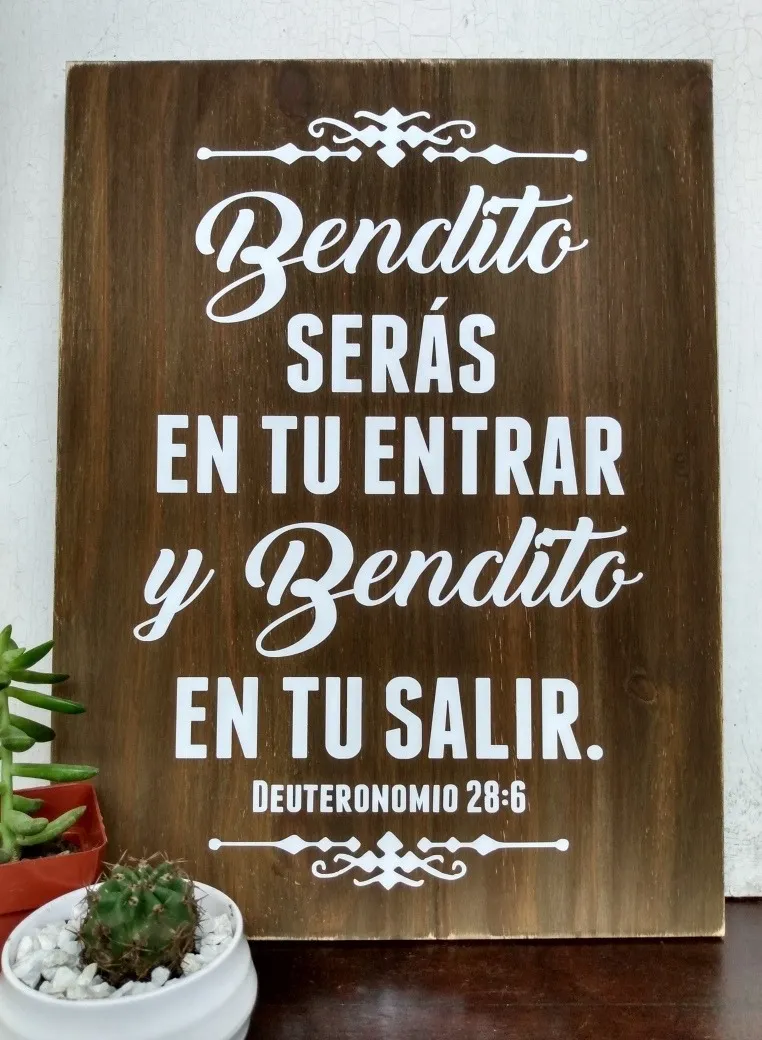 Bendito
SERÁS
EN TU ENTRAR
y Bendito
EN TU SALIR.
DEUTERONOMIO 28:6